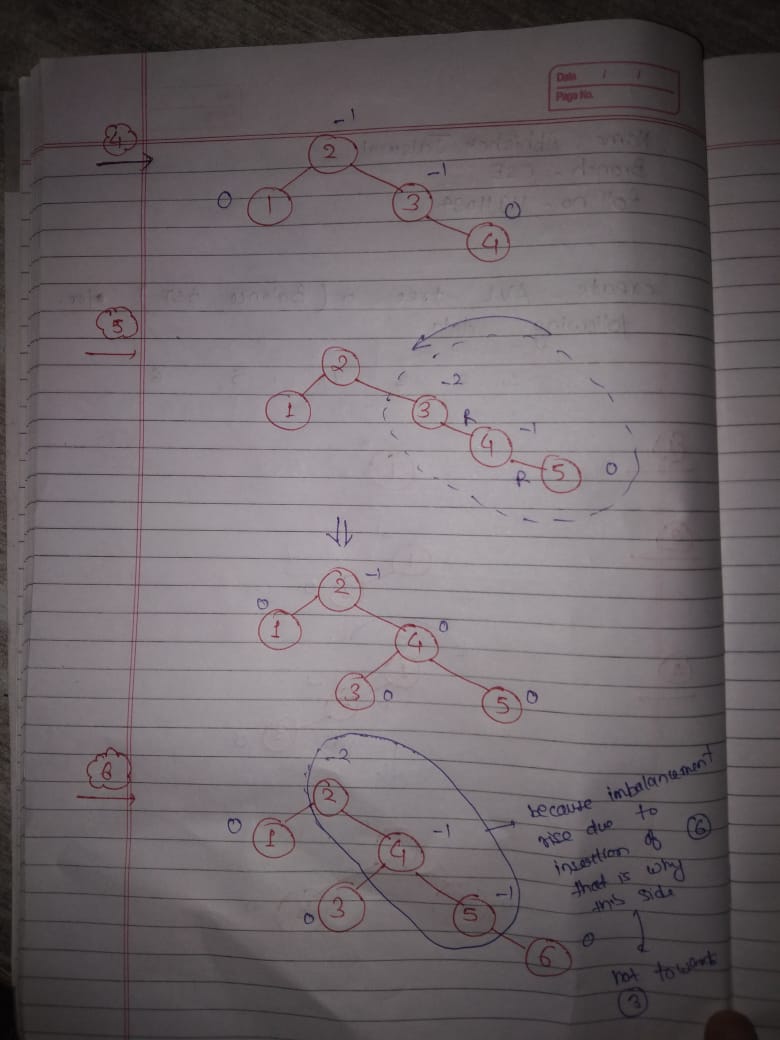 Date / /
Page No.
4
-1
2
-1
0 1 3 0
4
5
2
-2
1 3 R
4 -1
R 5 0
⇓
2 -1
0
1 4 0
3 0 5 0
6
-2
2
0 1 4 -1
0 3 5 -1
6 0
because imbalancement
rise due to
insertion of 6
that is why
this side
not towards
3